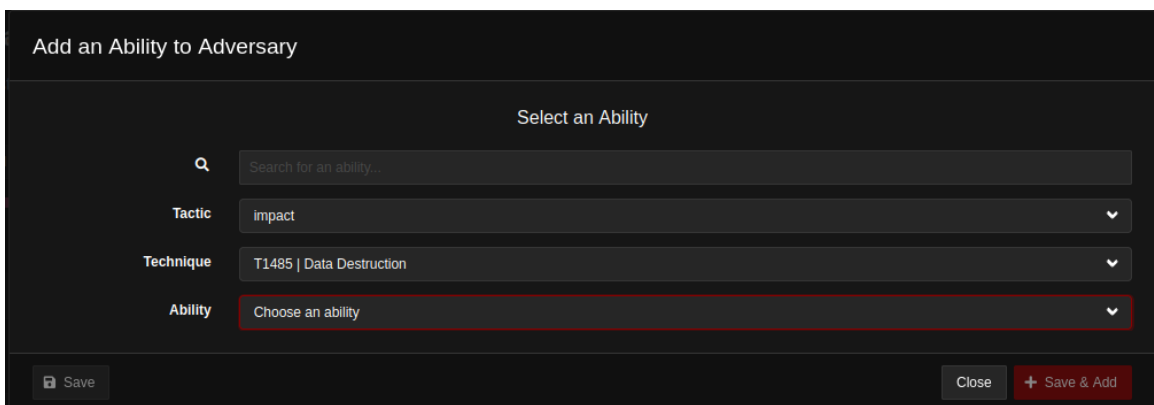 Add an Ability to Adversary
Select an Ability
Search for an ability...
Tactic
impact
Technique
T1485 | Data Destruction
Ability
Choose an ability
Save
Close
+ Save & Add